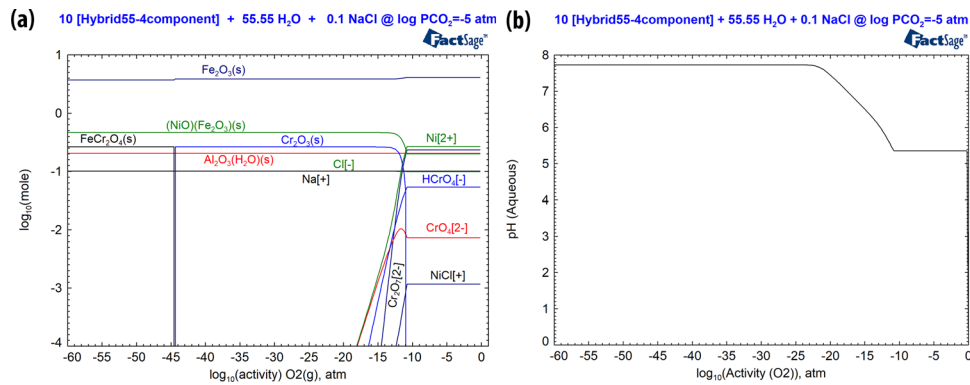 (a)
10 [Hybrid55-4component] + 55.55 H₂O + 0.1 NaCl @ log PCO₂=-5 atm
FactSage™
1
0
-1
-2
-3
-4
log₁₀(mole)
Fe₂O₃(s)
(NiO)(Fe₂O₃)(s)
Ni[2+]
FeCr₂O₄(s)
Cr₂O₃(s)
Al₂O₃(H₂O)(s)
Cl[-]
Na[+]
HCrO₄[-]
CrO₄[2-]
Cr₂O₇[2-]
NiCl[+]
-60 -55 -50 -45 -40 -35 -30 -25 -20 -15 -10 -5 0
log₁₀(activity) O2(g), atm
(b)
10 [Hybrid55-4component] + 55.55 H₂O + 0.1 NaCl @ log PCO₂=-5 atm
FactSage™
8
7
6
5
4
3
2
1
0
pH (Aqueous)
-60 -55 -50 -45 -40 -35 -30 -25 -20 -15 -10 -5 0
log₁₀(Activity (O2)), atm